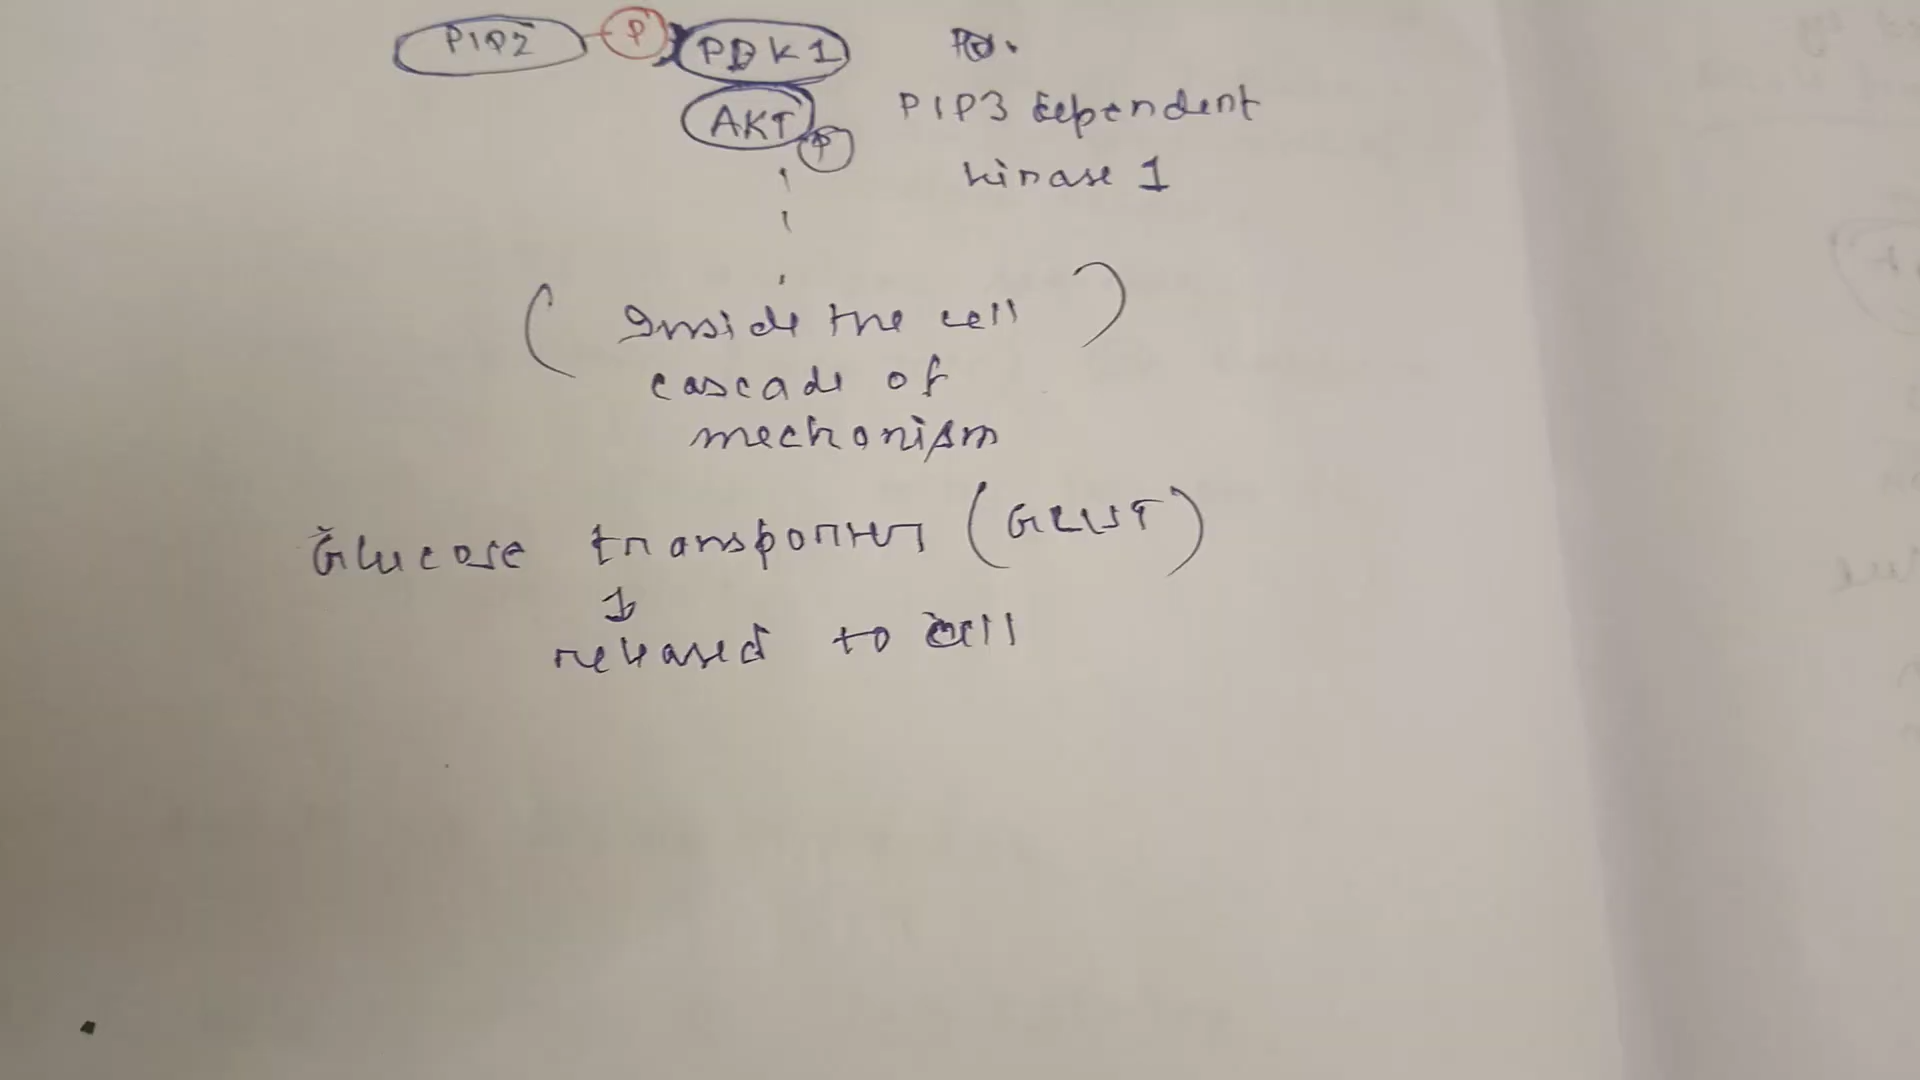 PIP2 P PDK1
AKT P
PIP3 dependent
kinase 1
( Inside the cell )
cascade of
mechanism
Glucose transporter (GLUT)
released to cell